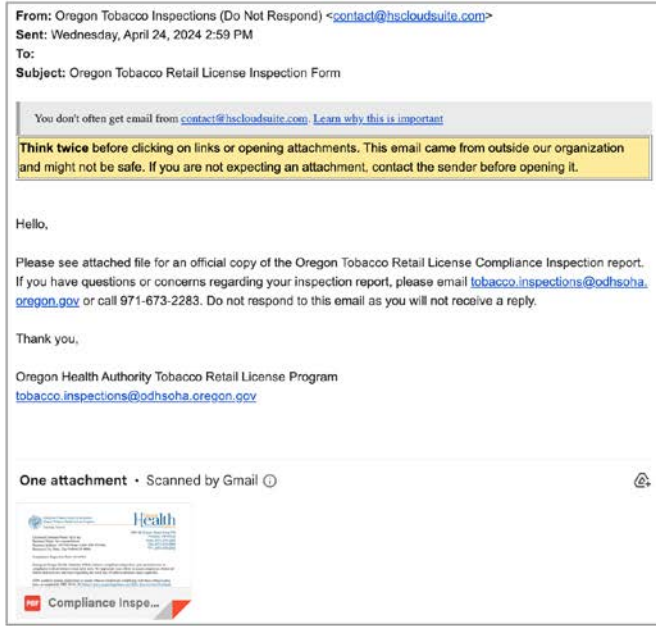 From: Oregon Tobacco Inspections (Do Not Respond) <contact@hscloudsuite.com>
Sent: Wednesday, April 24, 2024 2:59 PM
To:
Subject: Oregon Tobacco Retail License Inspection Form
You don't often get email from contact@hscloudsuite.com. Learn why this is important
Think twice before clicking on links or opening attachments. This email came from outside our organization
and might not be safe. If you are not expecting an attachment, contact the sender before opening it.
Hello,
Please see attached file for an official copy of the Oregon Tobacco Retail License Compliance Inspection report.
If you have questions or concerns regarding your inspection report, please email tobacco.inspections@odhsoha.
oregon.gov or call 971-673-2283. Do not respond to this email as you will not receive a reply.
Thank you,
Oregon Health Authority Tobacco Retail License Program
tobacco.inspections@odhsoha.oregon.gov
One attachment • Scanned by Gmail
Health
PDF Compliance Inspe...